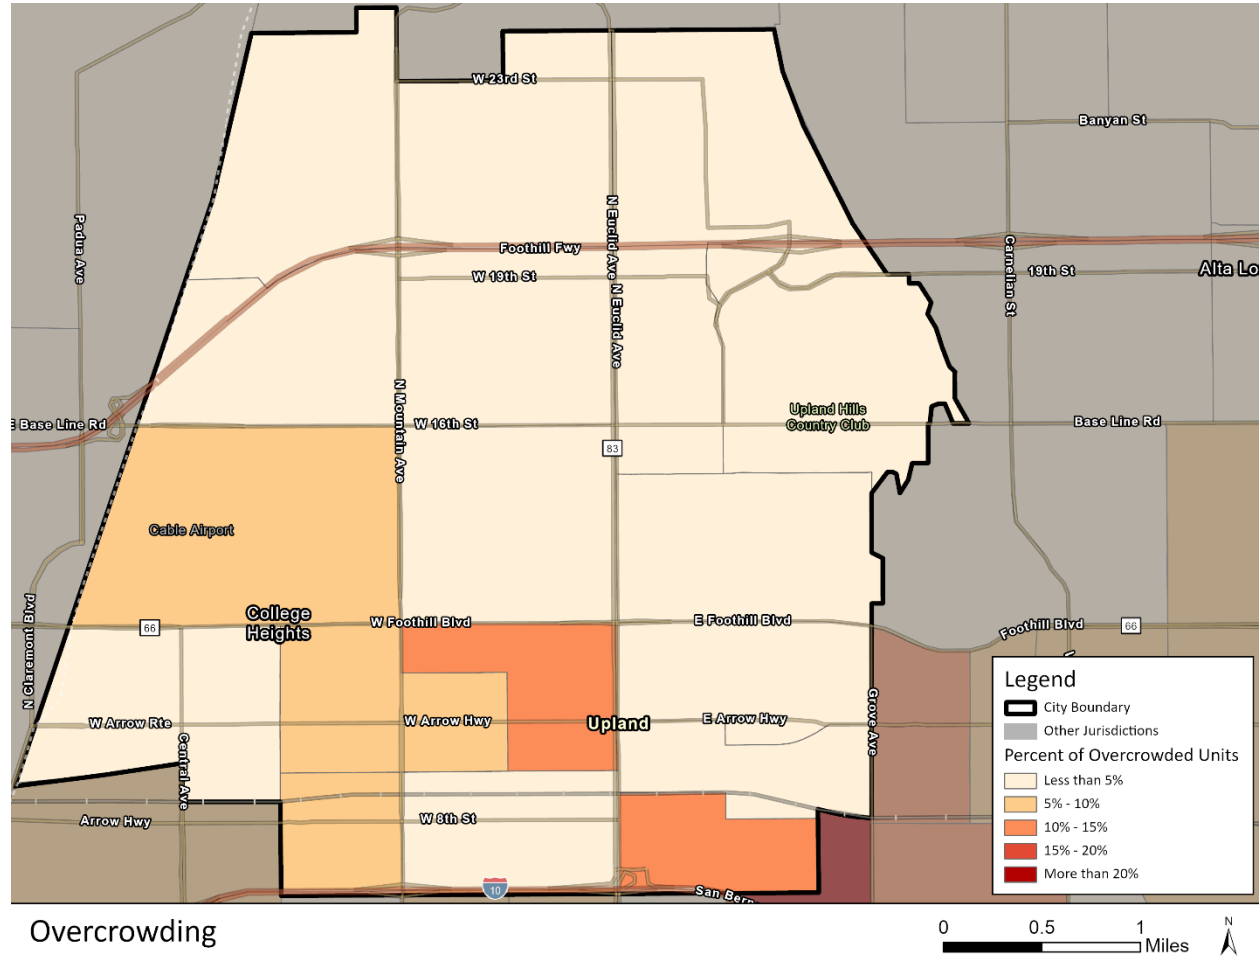 W 23rd St
Banyan St
Padua Ave
N Euclid Ave
N Euclid Ave
Carnelian St
Foothill Fwy
W 19th St
19th St
Alta Lo
N Mountain Ave
E Base Line Rd
W 16th St
Upland Hills
Country Club
Base Line Rd
83
Cable Airport
N Claremont Blvd
College
Heights
66
W Foothill Blvd
E Foothill Blvd
Foothill Blvd
66
W Arrow Rte
W Arrow Hwy
Upland
E Arrow Hwy
Grove Ave
Central Ave
Arrow Hwy
W 8th St
10
San Bern
Legend
City Boundary
Other Jurisdictions
Percent of Overcrowded Units
Less than 5%
5% - 10%
10% - 15%
15% - 20%
More than 20%
Overcrowding
0 0.5 1
Miles
N